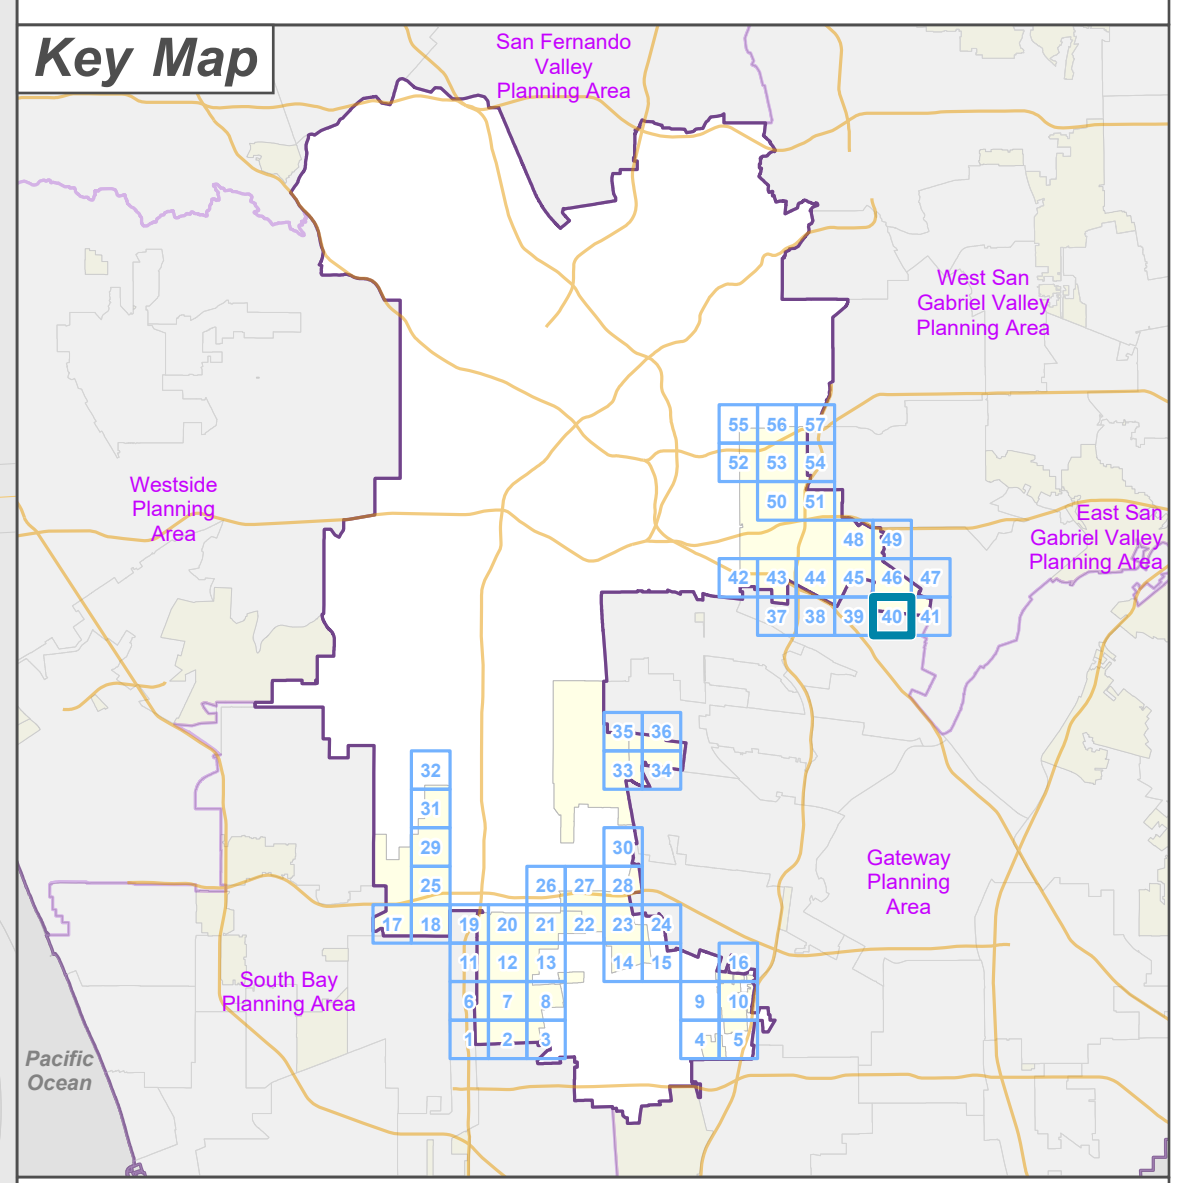 Key Map
San Fernando
Valley
Planning Area
West San
Gabriel Valley
Planning Area
55 56 57
52 53 54
Westside
Planning
Area
50 51
East San
Gabriel Valley
Planning Area
48 49
42 43 44 45 46 47
37 38 39 40 41
35 36
33 34
32
31
29
30
25
26 27 28
Gateway
Planning
Area
17 18 19 20 21 22 23 24
11 12 13 14 15 16
South Bay
Planning Area
6 7 8 9 10
1 2 3 4 5
Pacific
Ocean